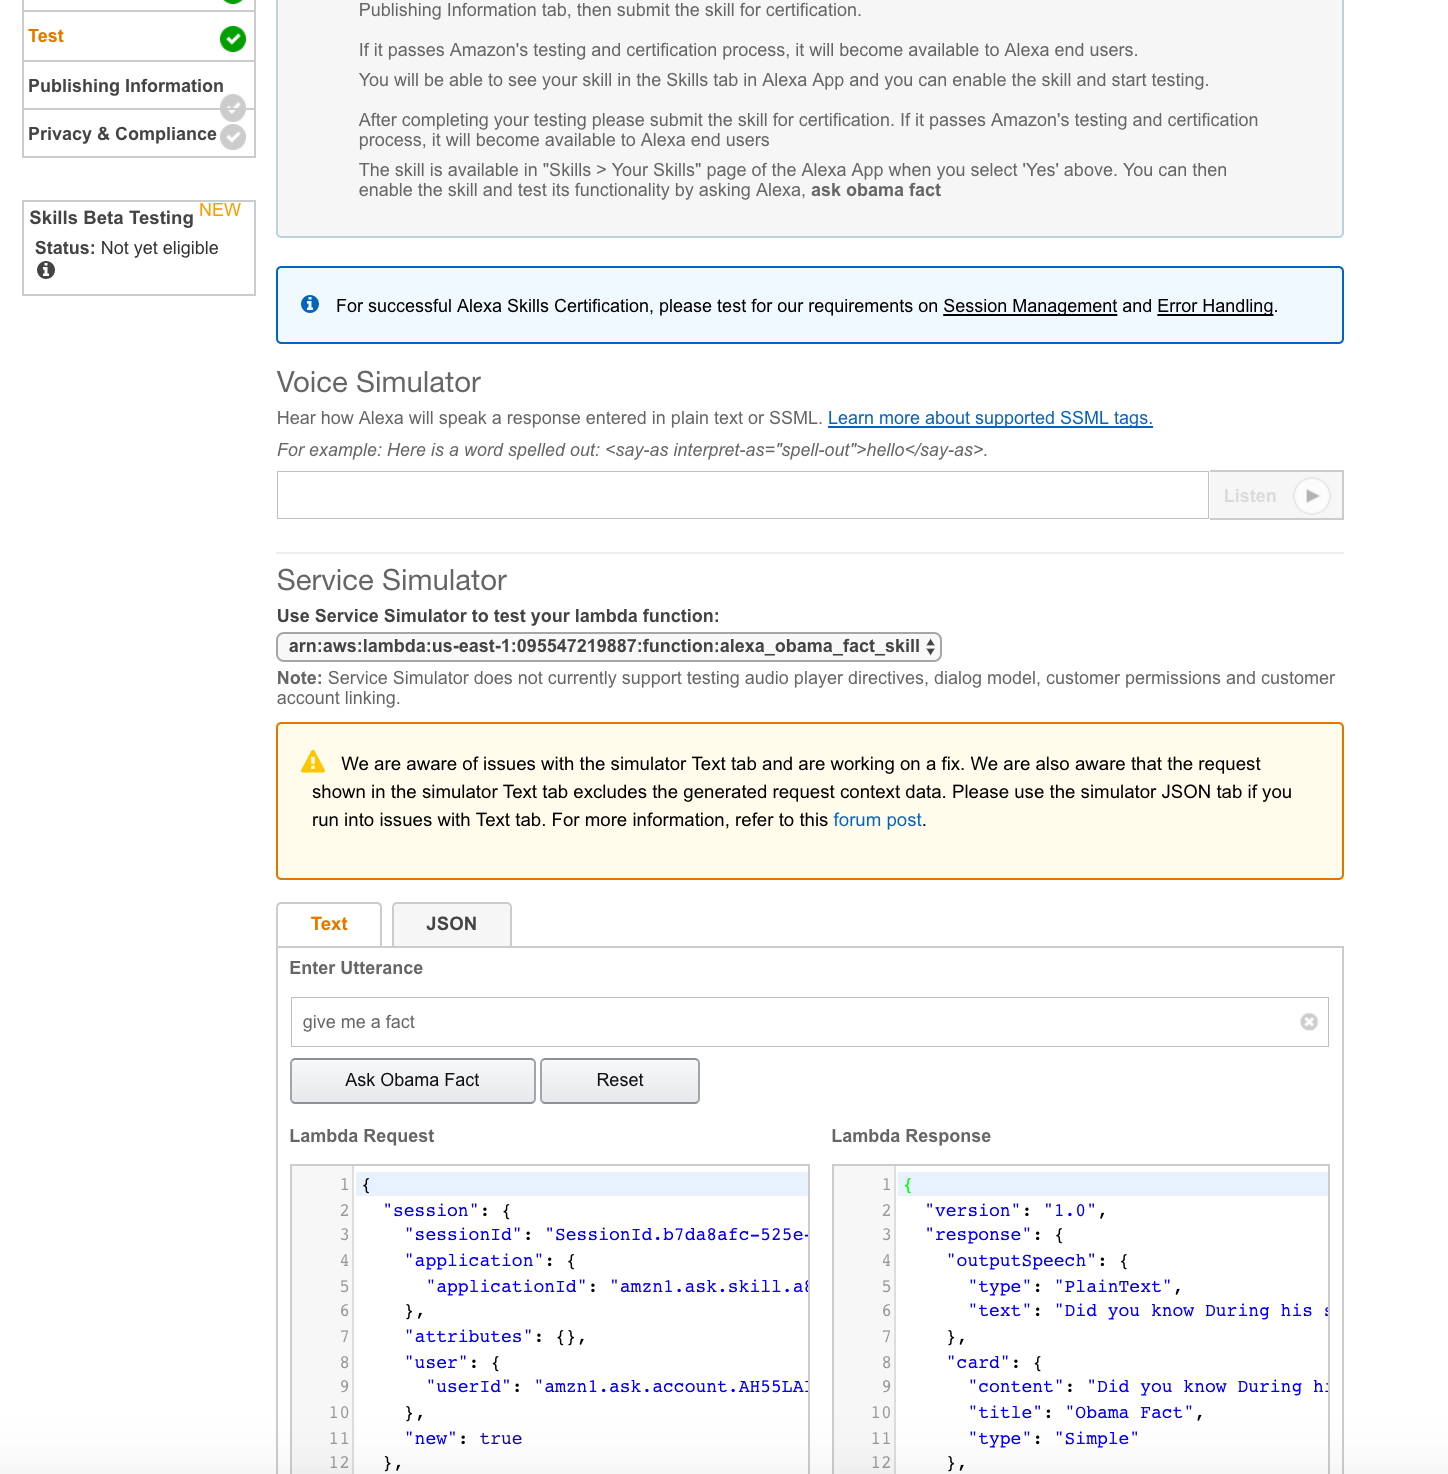 Test
Publishing Information
Privacy & Compliance
Skills Beta Testing NEW
Status: Not yet eligible
Publishing Information tab, then submit the skill for certification.
If it passes Amazon's testing and certification process, it will become available to Alexa end users.
You will be able to see your skill in the Skills tab in Alexa App and you can enable the skill and start testing.
After completing your testing please submit the skill for certification. If it passes Amazon's testing and certification
process, it will become available to Alexa end users
The skill is available in "Skills > Your Skills" page of the Alexa App when you select 'Yes' above. You can then
enable the skill and test its functionality by asking Alexa, ask obama fact
For successful Alexa Skills Certification, please test for our requirements on Session Management and Error Handling.
Voice Simulator
Hear how Alexa will speak a response entered in plain text or SSML. Learn more about supported SSML tags.
For example: Here is a word spelled out: <say-as interpret-as="spell-out">hello</say-as>.
Listen
Service Simulator
Use Service Simulator to test your lambda function:
arn:aws:lambda:us-east-1:095547219887:function:alexa_obama_fact_skill
Note: Service Simulator does not currently support testing audio player directives, dialog model, customer permissions and customer
account linking.
We are aware of issues with the simulator Text tab and are working on a fix. We are also aware that the request
shown in the simulator Text tab excludes the generated request context data. Please use the simulator JSON tab if you
run into issues with Text tab. For more information, refer to this forum post.
Text JSON
Enter Utterance
give me a fact
Ask Obama Fact Reset
Lambda Request
1 {
2 "session": {
3 "sessionId": "SessionId.b7da8afc-525e-
4 "application": {
5 "applicationId": "amzn1.ask.skill.a
6 },
7 "attributes": {},
8 "user": {
9 "userId": "amzn1.ask.account.AH55LA
10 },
11 "new": true
12 },
Lambda Response
1 {
2 "version": "1.0",
3 "response": {
4 "outputSpeech": {
5 "type": "PlainText",
6 "text": "Did you know During his
7 },
8 "card": {
9 "content": "Did you know During
10 "title": "Obama Fact",
11 "type": "Simple"
12 },